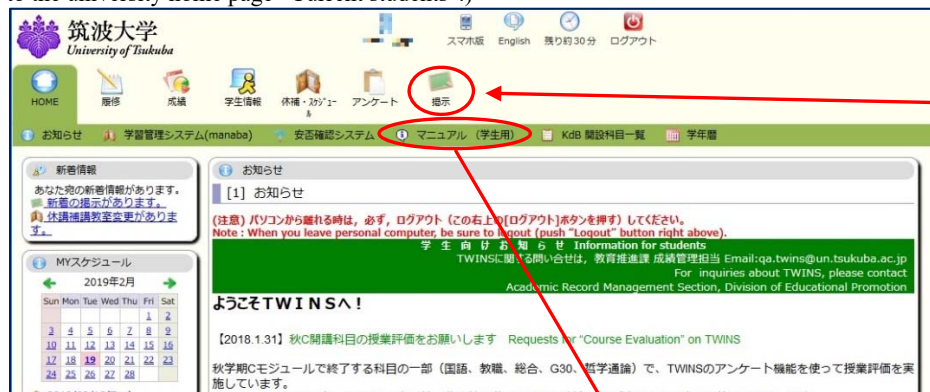 to the university home page "Current students".)
筑波大学
University of Tsukuba
スマホ版 English 残り約30分 ログアウト
HOME 履修 成績 学生情報 休補・スケジュール アンケート 掲示
お知らせ 学習管理システム(manaba) 安否確認システム マニュアル (学生用) KdB 開設科目一覧 学年暦
新着情報
あなた宛の新着情報があります。
新着の掲示があります。
休講補講教室変更がありま
す。
MYスケジュール
2019年2月
Sun Mon Tue Wed Thu Fri Sat
1 2
3 4 5 6 7 8 9
10 11 12 13 14 15 16
17 18 19 20 21 22 23
24 25 26 27 28
お知らせ
[1] お知らせ
(注意) パソコンから離れる時は，必ず，ログアウト（この右上の[ログアウト]ボタンを押す）してください。
Note : When you leave personal computer, be sure to logout (push "Logout" button right above).
学 生 向 け お 知 ら せ Information for students
TWINSに関する問い合せは，教育推進課 成績管理担当 Email:qa.twins@un.tsukuba.ac.jp
For inquiries about TWINS, please contact
Academic Record Management Section, Division of Educational Promotion
ようこそＴＷＩＮＳへ！
【2018.1.31】秋C開講科目の授業評価をお願いします Requests for "Course Evaluation" on TWINS
秋学期Cモジュールで終了する科目の一部（国語、教職、総合、G30、哲学通論）で、TWINSのアンケート機能を使って授業評価を実
施しています。